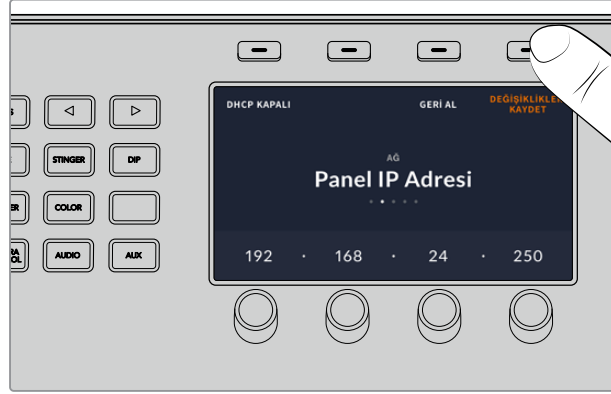 DHCP KAPALI
GERİ AL
DEĞİŞİKLİKLER
KAYDET
AĞ
Panel IP Adresi
192 · 168 · 24 · 250
STINGER
DIP
COLOR
AUDIO
AUX